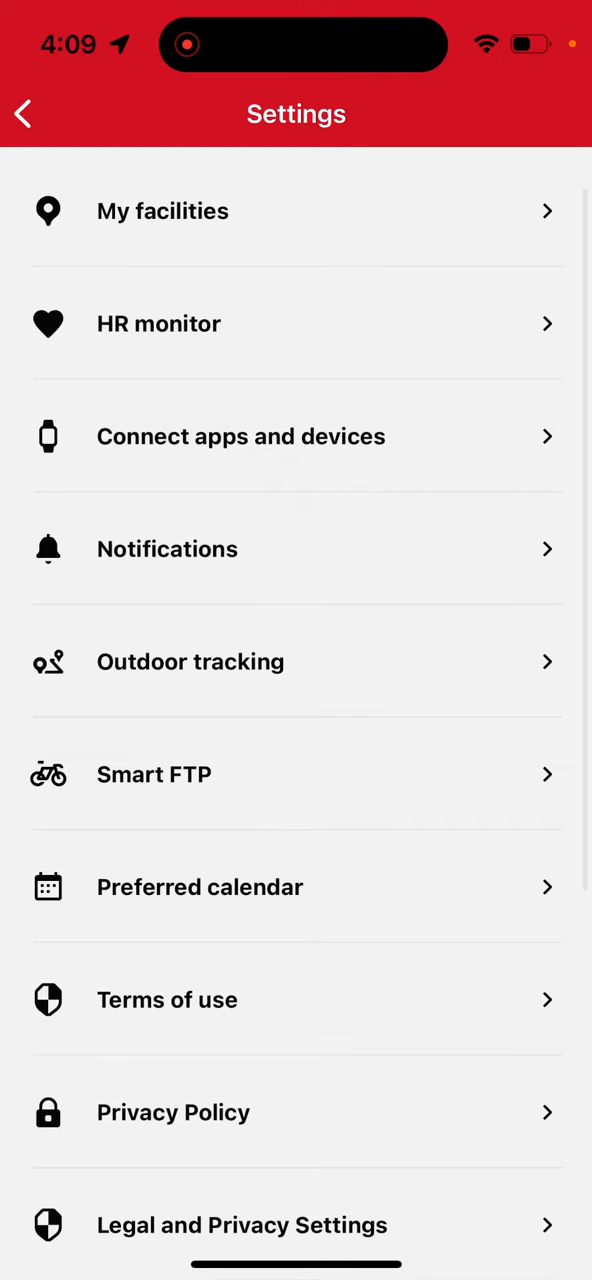 4:09
Settings
My facilities
HR monitor
Connect apps and devices
Notifications
Outdoor tracking
Smart FTP
Preferred calendar
Terms of use
Privacy Policy
Legal and Privacy Settings